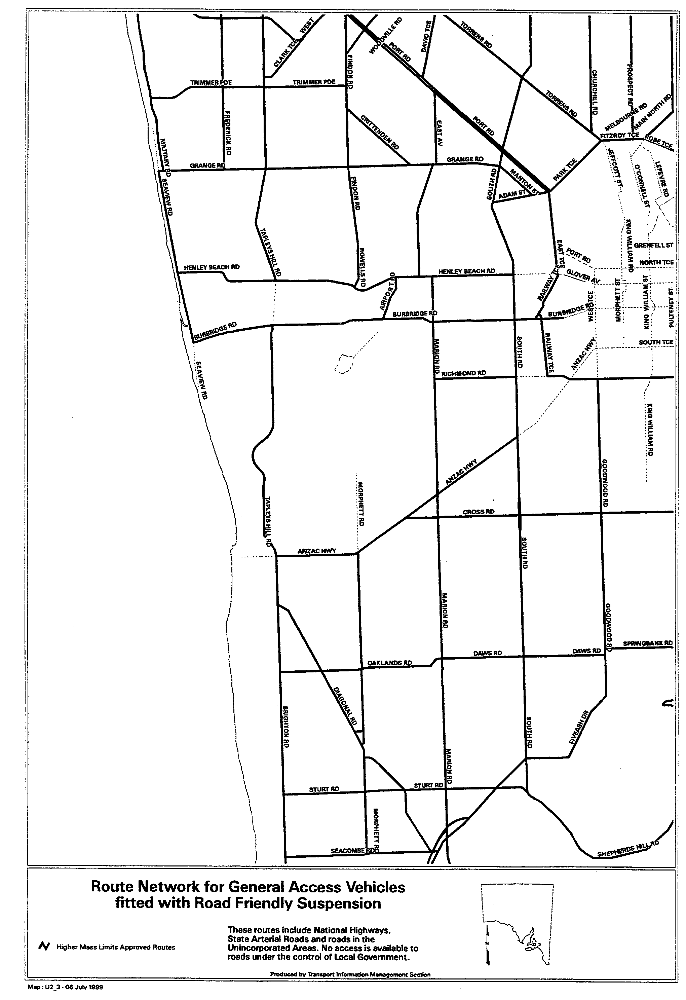 WEST
CLARK TCE
WOODVILLE RD
PORT RD
DAVID TCE
TORRENS RD
FINDON RD
TRIMMER PDE
TRIMMER PDE
CHURCHILL RD
PROSPECT RD
TORRENS RD
MELBOURNE RD
MAIN NORTH RD
FREDERICK RD
CRITTENDEN RD
EAST AV
PORT RD
FITZROY TCE
ROBE TCE
MILITARY RD
GRANGE RD
GRANGE RD
JEFFCOTT ST
O'CONNELL ST
LEFEVRE RD
PARK TCE
MANTON ST
SEAVIEW RD
FINDON RD
SOUTH RD
ADAM ST
TAPLEYS HILL RD
KING WILLIAM RD
GRENFELL ST
ROWELLS RD
EAST TCE
PORT RD
NORTH TCE
HENLEY BEACH RD
HENLEY BEACH RD
GLOVER AV
AIRPORT RD
RAILWAY TCE
WEST TCE
MORPHETT ST
KING WILLIAM ST
PULTENEY ST
BURBRIDGE RD
BURBRIDGE RD
BURBRIDGE RD
MARION RD
SOUTH RD
RAILWAY TCE
ANZAC HWY
SOUTH TCE
SEAVIEW RD
RICHMOND RD
KING WILLIAM RD
ANZAC HWY
GOODWOOD RD
TAPLEYS HILL RD
MORPHETT RD
CROSS RD
ANZAC HWY
SOUTH RD
MARION RD
GOODWOOD RD
SPRINGBANK RD
DAWS RD
DAWS RD
OAKLANDS RD
DIAGONAL RD
BRIGHTON RD
SOUTH RD
FIVEASH DR
MARION RD
STURT RD
STURT RD
MORPHETT RD
SEACOMBE RD
SHEPHERDS HILL RD
Route Network for General Access Vehicles
fitted with Road Friendly Suspension
These routes include National Highways,
State Arterial Roads and roads in the
Unincorporated Areas. No access is available to
roads under the control of Local Government.
Higher Mass Limits Approved Routes
Produced by Transport Information Management Section
Map : U2_3 - 06 July 1999